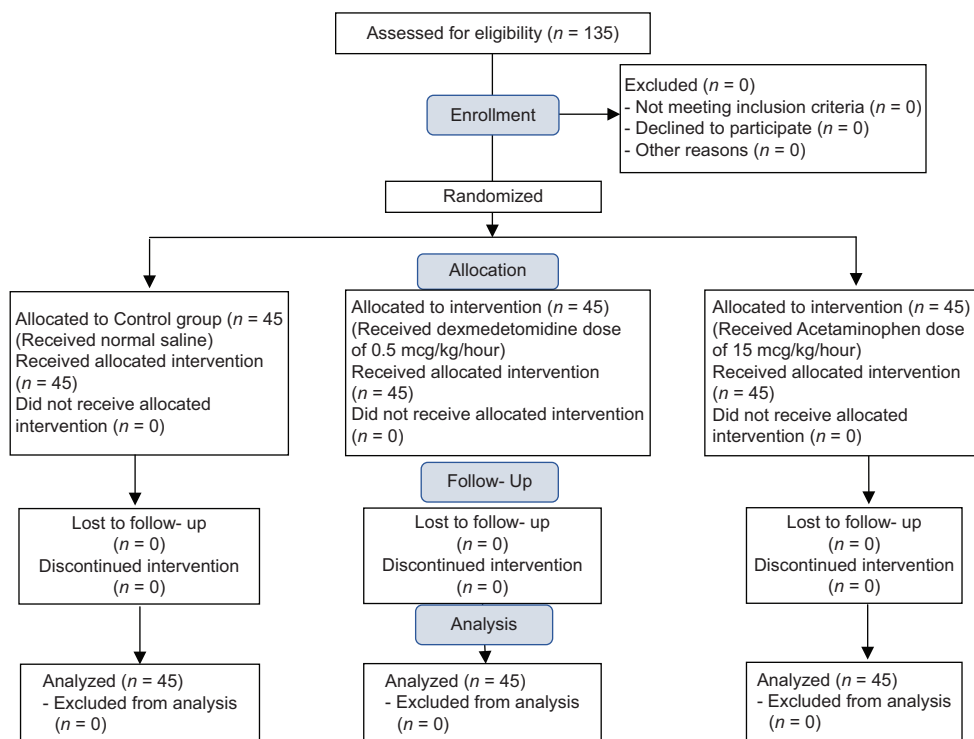 Assessed for eligibility (n = 135)
Enrollment
Excluded (n = 0)
- Not meeting inclusion criteria (n = 0)
- Declined to participate (n = 0)
- Other reasons (n = 0)
Randomized
Allocation
Allocated to Control group (n = 45
(Received normal saline)
Received allocated intervention
(n = 45)
Did not receive allocated
intervention (n = 0)
Allocated to intervention (n = 45)
(Received dexmedetomidine dose
of 0.5 mcg/kg/hour)
Received allocated intervention
(n = 45)
Did not receive allocated intervention
(n = 0)
Allocated to intervention (n = 45)
(Received Acetaminophen dose
of 15 mcg/kg/hour)
Received allocated intervention
(n = 45)
Did not receive allocated
intervention (n = 0)
Follow- Up
Lost to follow- up
(n = 0)
Discontinued intervention
(n = 0)
Lost to follow- up
(n = 0)
Discontinued intervention
(n = 0)
Lost to follow- up
(n = 0)
Discontinued intervention
(n = 0)
Analysis
Analyzed (n = 45)
- Excluded from analysis
(n = 0)
Analyzed (n = 45)
- Excluded from analysis
(n = 0)
Analyzed (n = 45)
- Excluded from analysis
(n = 0)